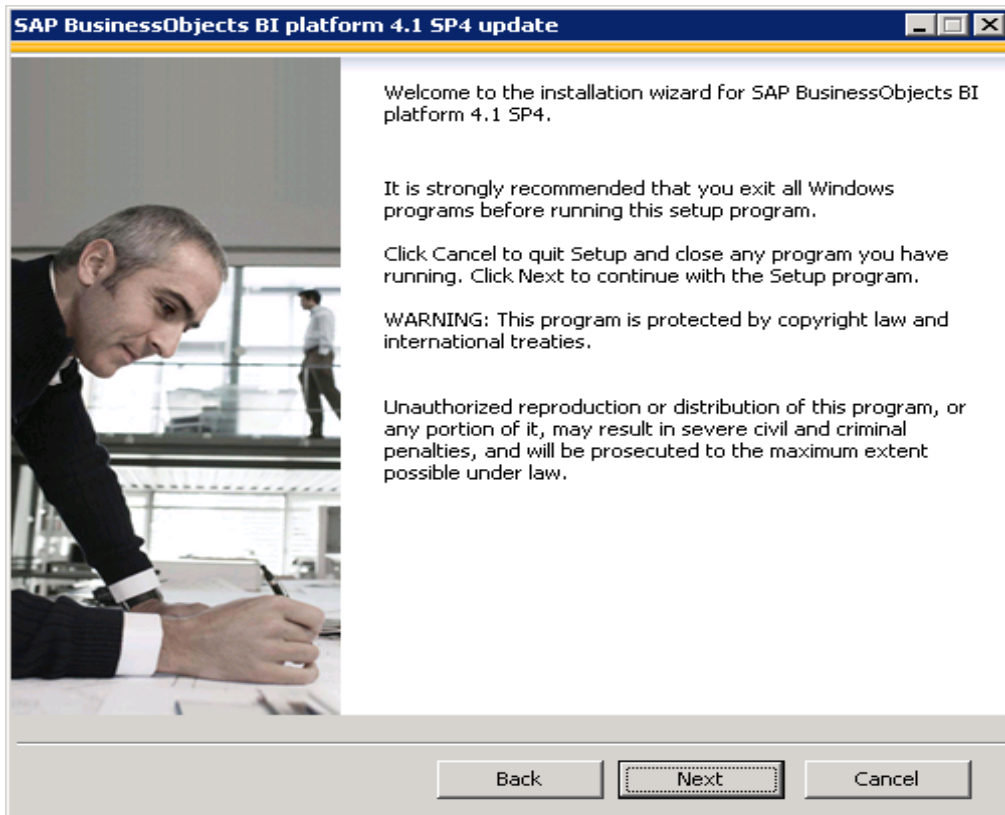 SAP BusinessObjects BI platform 4.1 SP4 update
Welcome to the installation wizard for SAP BusinessObjects BI
platform 4.1 SP4.
It is strongly recommended that you exit all Windows
programs before running this setup program.
Click Cancel to quit Setup and close any program you have
running. Click Next to continue with the Setup program.
WARNING: This program is protected by copyright law and
international treaties.
Unauthorized reproduction or distribution of this program, or
any portion of it, may result in severe civil and criminal
penalties, and will be prosecuted to the maximum extent
possible under law.
Back
Next
Cancel